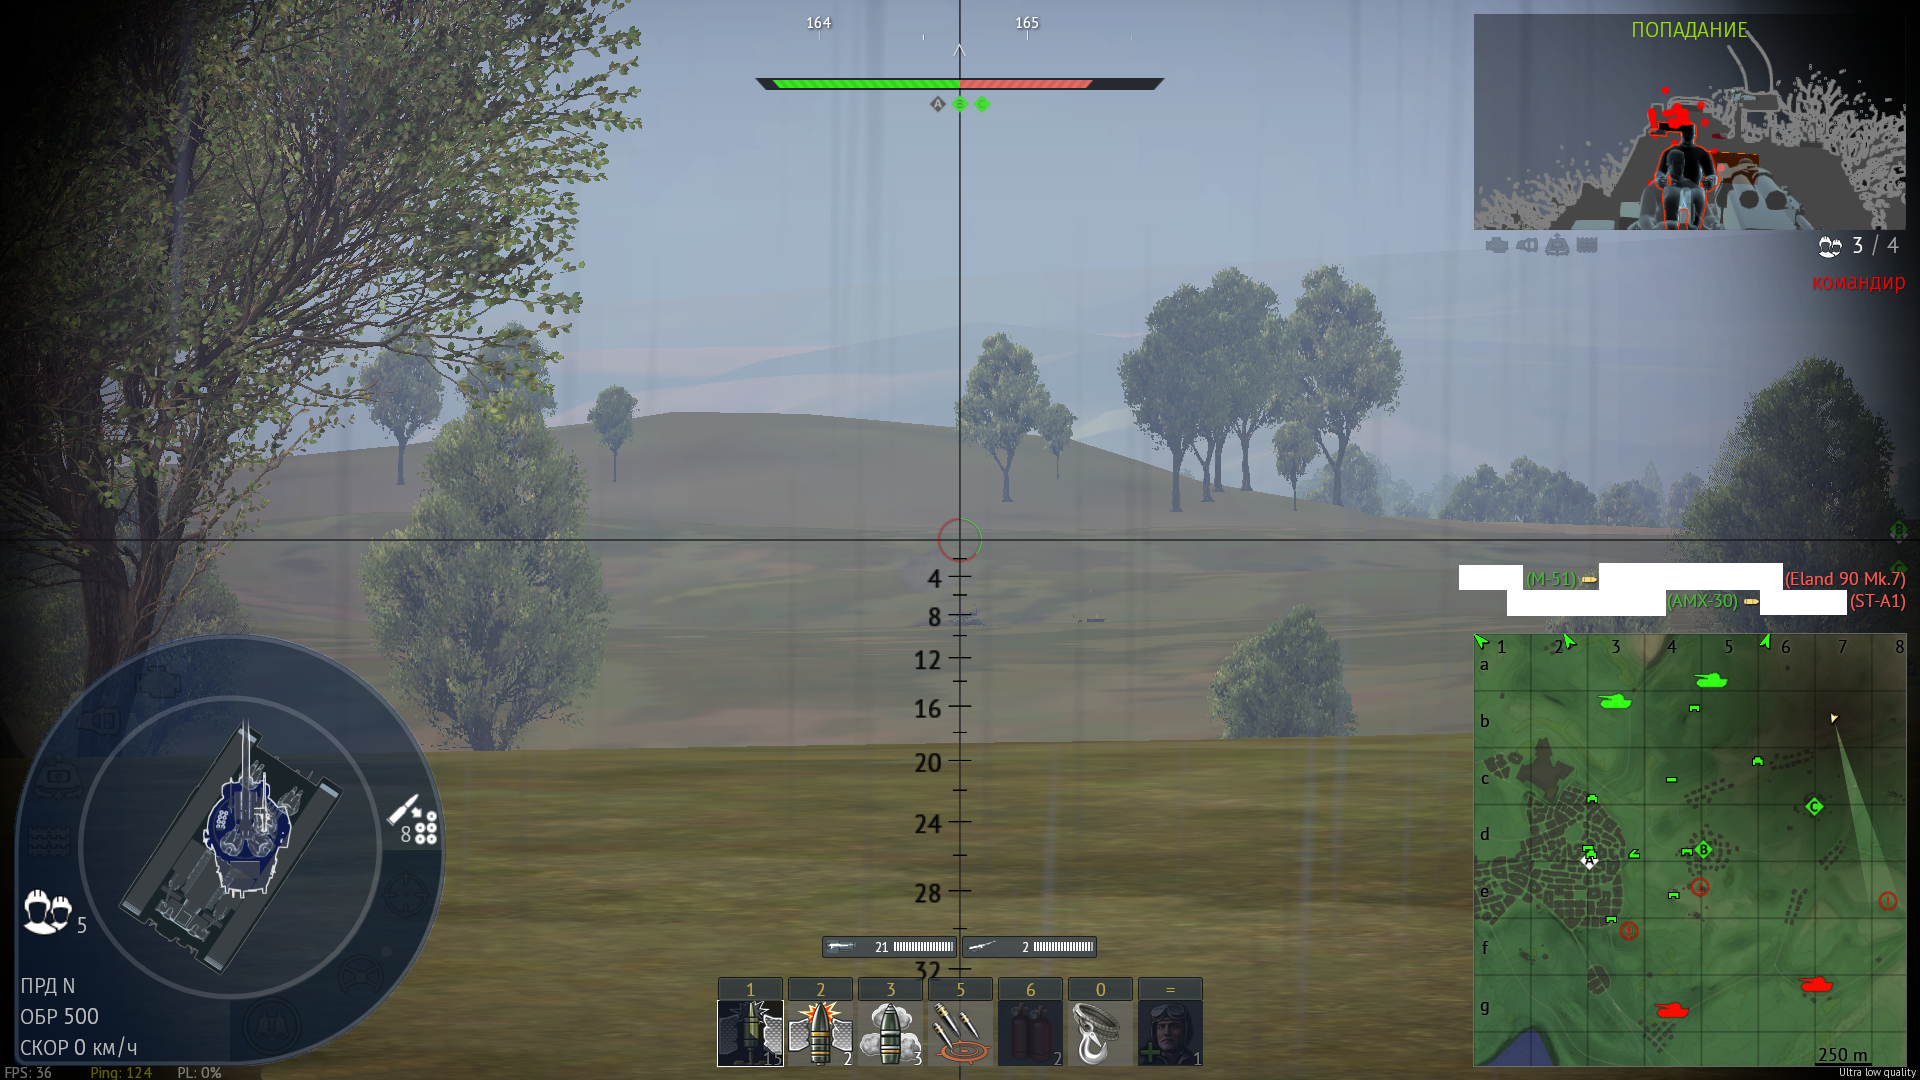 164 165
ПОПАДАНИЕ
A B C
3 / 4
командир
B
C
(M-51) (Eland 90 Mk.7)
(AMX-30) (ST-A1)
4
8
12
16
20
24
28
32
1 2 3 4 5 6 7 8
a
b
c
d
e
f
g
C
B
A
250 m
8
5
ПРД N
ОБР 500
СКОР 0 км/ч
21 2
1 2 3 5 6 0 =
15 2 3 2 1
FPS: 36 Ping: 124 PL: 0%
Ultra low quality